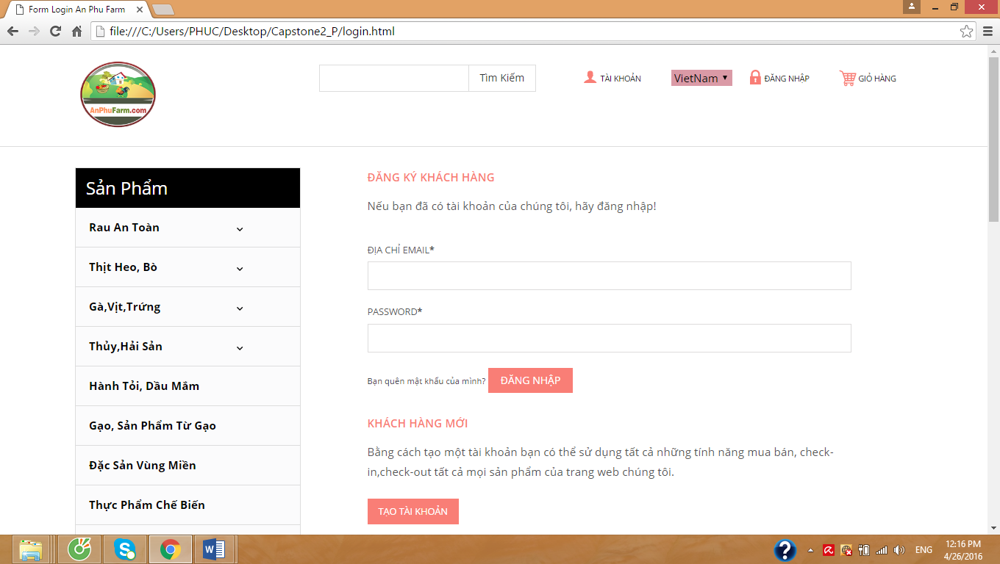 Form Login An Phu Farm
file:///C:/Users/PHUC/Desktop/Capstone2_P/login.html
AnPhuFarm.com
Tìm Kiếm
TÀI KHOẢN
VietNam
ĐĂNG NHẬP
GIỎ HÀNG
Sản Phẩm
Rau An Toàn
Thịt Heo, Bò
Gà,Vịt,Trứng
Thủy,Hải Sản
Hành Tỏi, Dầu Mắm
Gạo, Sản Phẩm Từ Gạo
Đặc Sản Vùng Miền
Thực Phẩm Chế Biến
ĐĂNG KÝ KHÁCH HÀNG
Nếu bạn đã có tài khoản của chúng tôi, hãy đăng nhập!
ĐỊA CHỈ EMAIL*
PASSWORD*
Bạn quên mật khẩu của mình?
ĐĂNG NHẬP
KHÁCH HÀNG MỚI
Bằng cách tạo một tài khoản bạn có thể sử dụng tất cả những tính năng mua bán, check-
in,check-out tất cả mọi sản phẩm của trang web chúng tôi.
TẠO TÀI KHOẢN
ENG
12:16 PM
4/26/2016